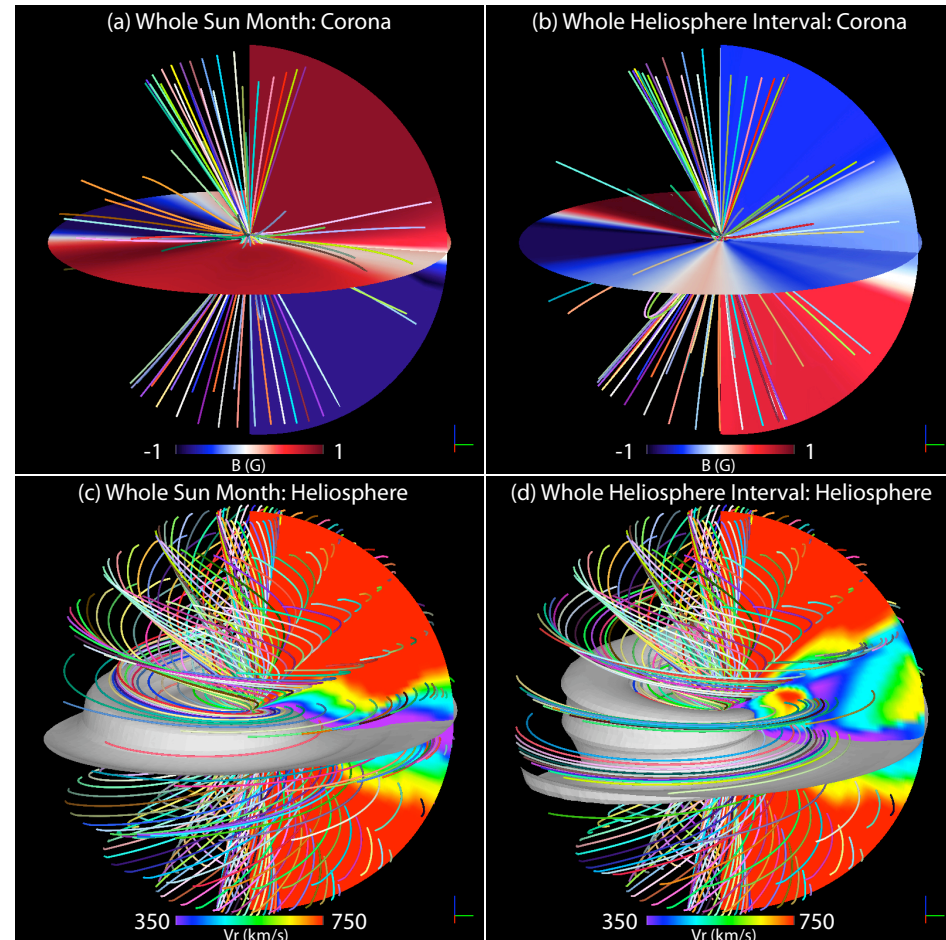 (a) Whole Sun Month: Corona
(b) Whole Heliosphere Interval: Corona
-1 1
B (G)
-1 1
B (G)
(c) Whole Sun Month: Heliosphere
(d) Whole Heliosphere Interval: Heliosphere
350 750
Vr (km/s)
350 750
Vr (km/s)